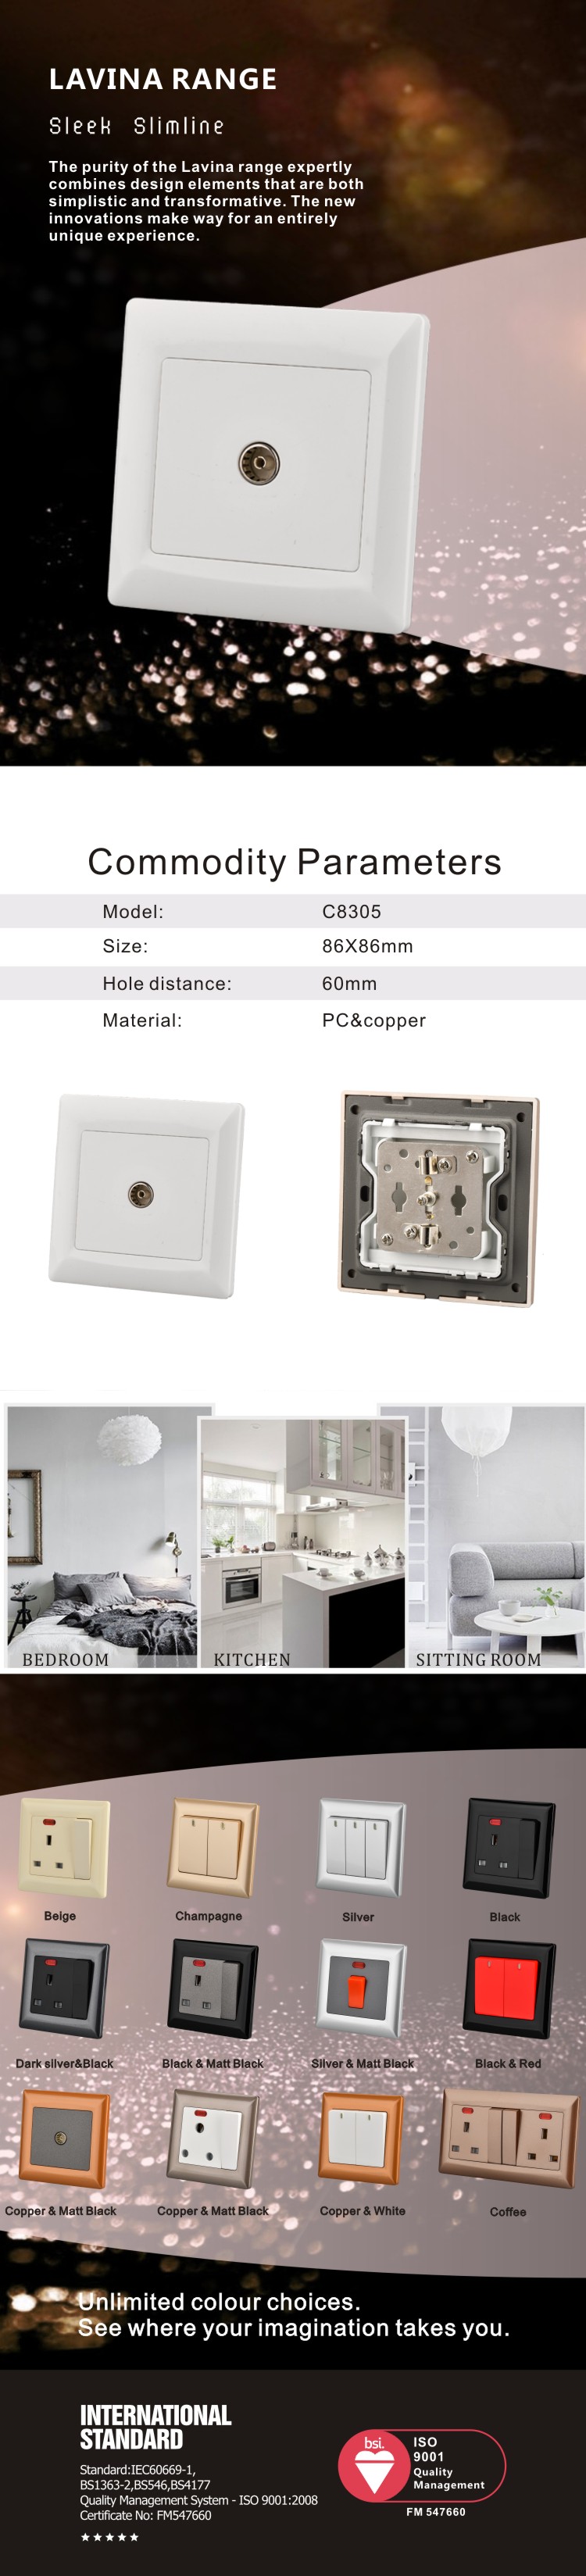 LAVINA RANGE
Sleek Slimline
The purity of the Lavina range expertly
combines design elements that are both
simplistic and transformative. The new
innovations make way for an entirely
unique experience.
Commodity Parameters
Model: C8305
Size: 86X86mm
Hole distance: 60mm
Material: PC&copper
BEDROOM
KITCHEN
SITTING ROOM
Beige
Champagne
Silver
Black
Dark silver&Black
Black & Matt Black
Silver & Matt Black
Black & Red
Copper & Matt Black
Copper & Matt Black
Copper & White
Coffee
Unlimited colour choices.
See where your imagination takes you.
INTERNATIONAL
STANDARD
Standard:IEC60669-1,
BS1363-2,BS546,BS4177
Quality Management System - ISO 9001:2008
Certificate No: FM547660
bsi.
ISO
9001
Quality
Management
FM 547660